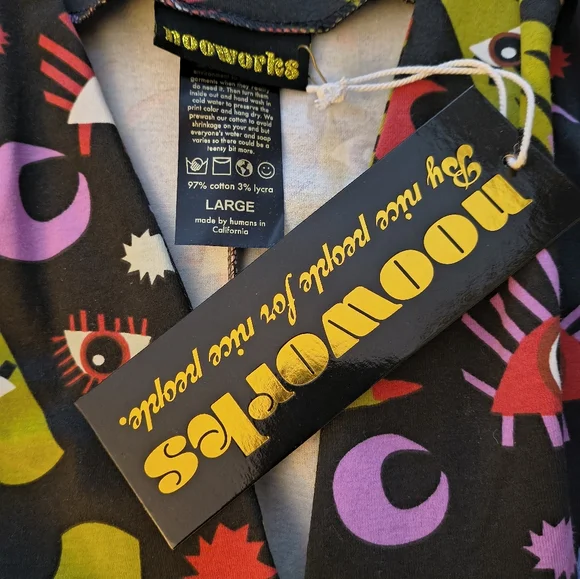 nooworks
garments when may really
do need it. Then turn them
inside out and hand wash in
cold water to preserve the
print color and hang dry. We
prewash our cotton to avoid
shrinkage on your end but
everyone's water and soap
varies so there could be a
teeny bit more.
97% cotton 3% lycra
LARGE
made by humans in
California
nooworks
By nice people for nice people.